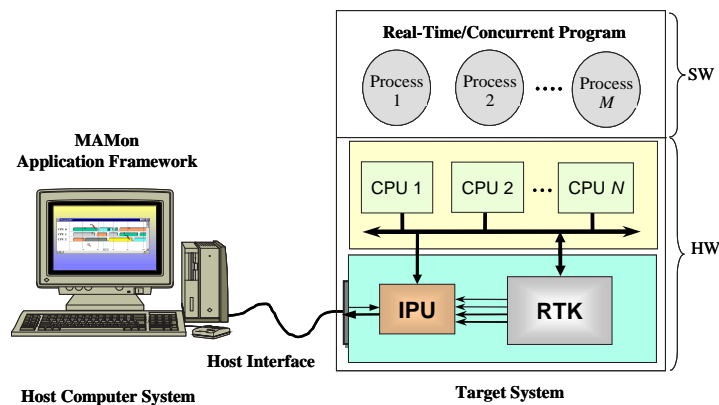 Real-Time/Concurrent Program
Process
1
Process
2
....
Process
M
SW
MAMon
Application Framework
CPU 1
CPU 2
...
CPU N
HW
IPU
RTK
Host Interface
Host Computer System
Target System